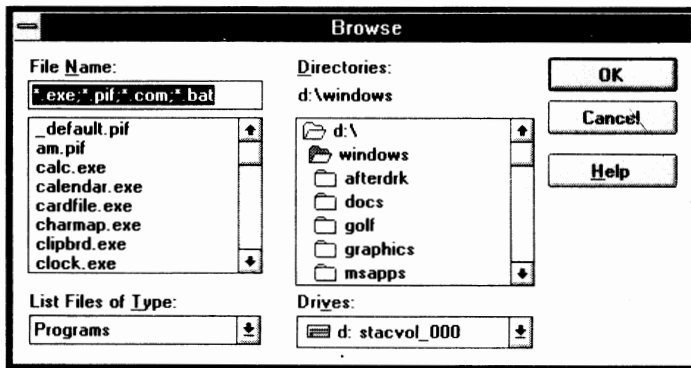 Browse
File Name:
*.exe;*.pif;*.com;*.bat
_default.pif
am.pif
calc.exe
calendar.exe
cardfile.exe
charmap.exe
clipbrd.exe
clock.exe
List Files of Type:
Programs
Directories:
d:\windows
d:\
windows
afterdrk
docs
golf
graphics
msapps
Drives:
d: stacvol_000
OK
Cancel
Help